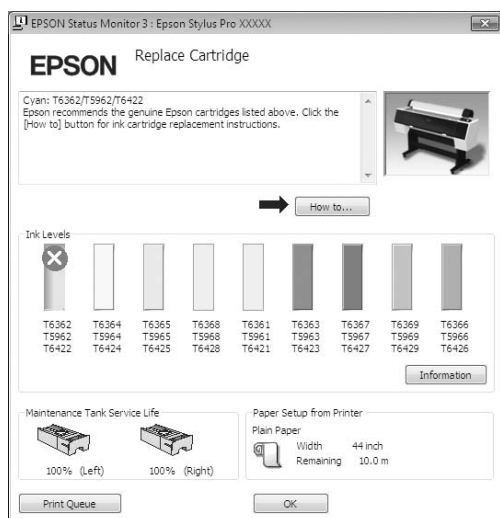 EPSON Status Monitor 3 : Epson Stylus Pro XXXXX
EPSON
Replace Cartridge
Cyan: T6362/T5962/T6422
Epson recommends the genuine Epson cartridges listed above. Click the
[How to] button for ink cartridge replacement instructions.
How to...
Ink Levels
T6362 T6364 T6365 T6368 T6361 T6363 T6367 T6369 T6366
T5962 T5964 T5965 T5968 T5961 T5963 T5967 T5969 T5966
T6422 T6424 T6425 T6428 T6421 T6423 T6427 T6429 T6426
Information
Maintenance Tank Service Life
100% (Left) 100% (Right)
Paper Setup from Printer
Plain Paper
Width 44 inch
Remaining 10.0 m
Print Queue
OK